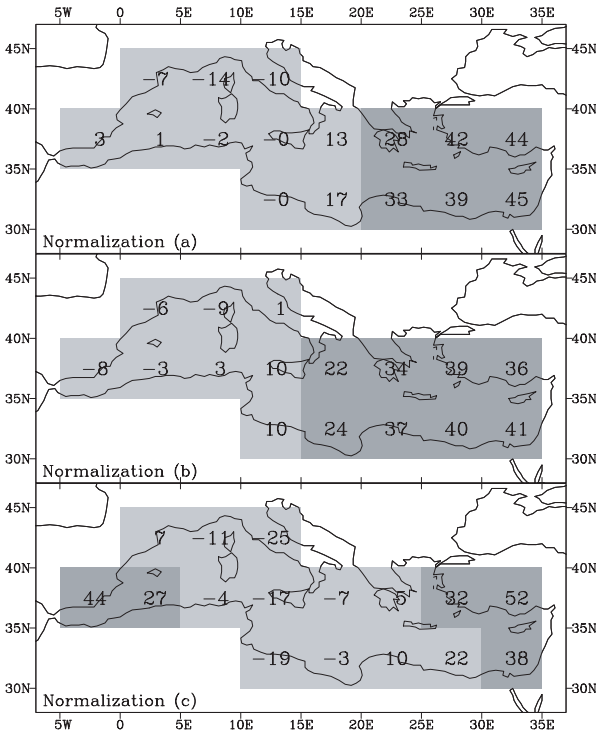 5W 0 5E 10E 15E 20E 25E 30E 35E
45N 45N
−7 −14 −10
40N 40N
3 1 −2 −0 13 28 42 44
35N 35N
−0 17 33 39 45
30N 30N
Normalization (a)
45N 45N
−6 −9 1
40N 40N
−8 −3 3 10 22 34 39 36
35N 35N
10 24 37 40 41
30N 30N
Normalization (b)
45N 45N
7 −11 −25
40N 40N
44 27 −4 −17 −7 5 32 52
35N 35N
−19 −3 10 22 38
30N 30N
Normalization (c)
5W 0 5E 10E 15E 20E 25E 30E 35E